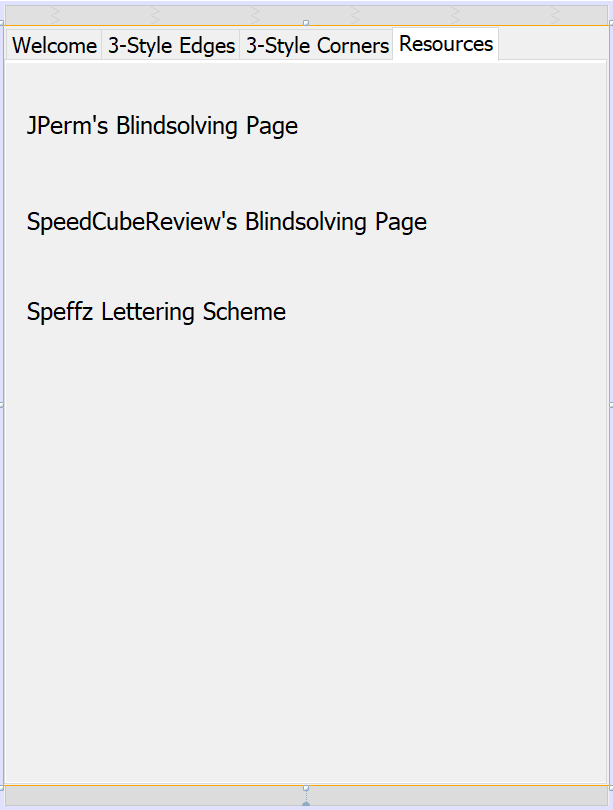 Welcome 3-Style Edges 3-Style Corners Resources
JPerm's Blindsolving Page
SpeedCubeReview's Blindsolving Page
Speffz Lettering Scheme